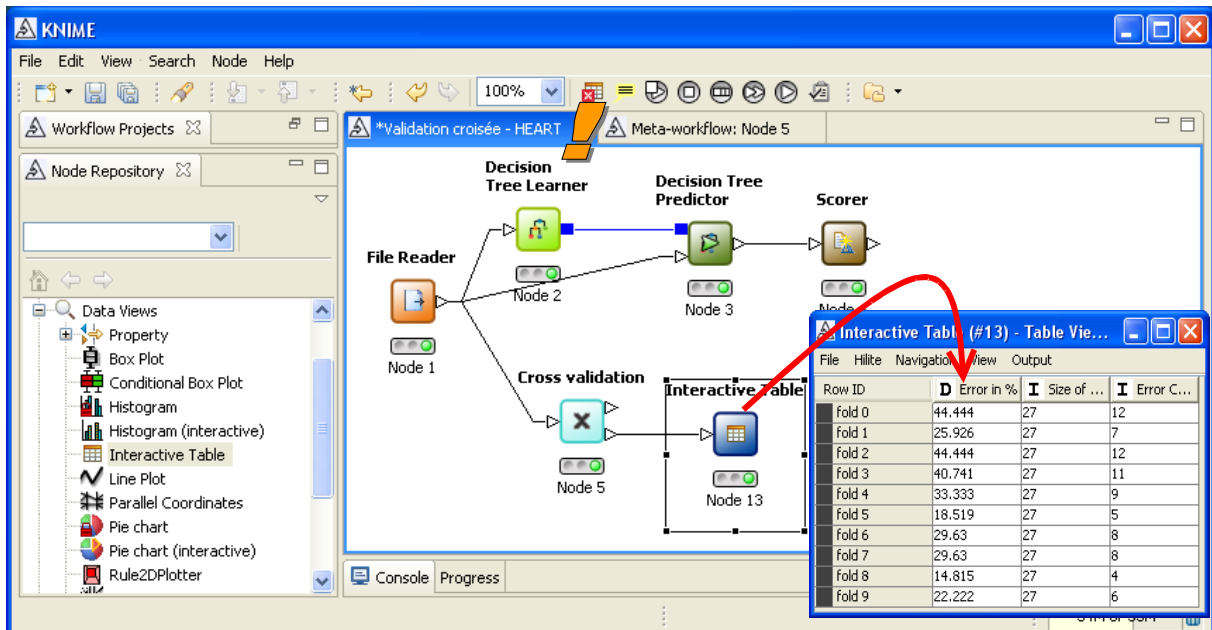 KNIME
File Edit View Search Node Help
100%
Workflow Projects
*Validation croisée - HEART
Meta-workflow: Node 5
Node Repository
Decision
Tree Learner
Decision Tree
Predictor
Scorer
File Reader
Node 2
Node 3
Node 1
Data Views
Property
Box Plot
Conditional Box Plot
Histogram
Histogram (interactive)
Interactive Table
Line Plot
Parallel Coordinates
Pie chart
Pie chart (interactive)
Rule2DPlotter
Cross validation
Interactive Table
Node 5
Node 13
Console Progress
Interactive Table (#13) - Table Vie...
File Hilite Navigation View Output
Row ID D Error in % I Size of ... I Error C...
fold 0 44.444 27 12
fold 1 25.926 27 7
fold 2 44.444 27 12
fold 3 40.741 27 11
fold 4 33.333 27 9
fold 5 18.519 27 5
fold 6 29.63 27 8
fold 7 29.63 27 8
fold 8 14.815 27 4
fold 9 22.222 27 6